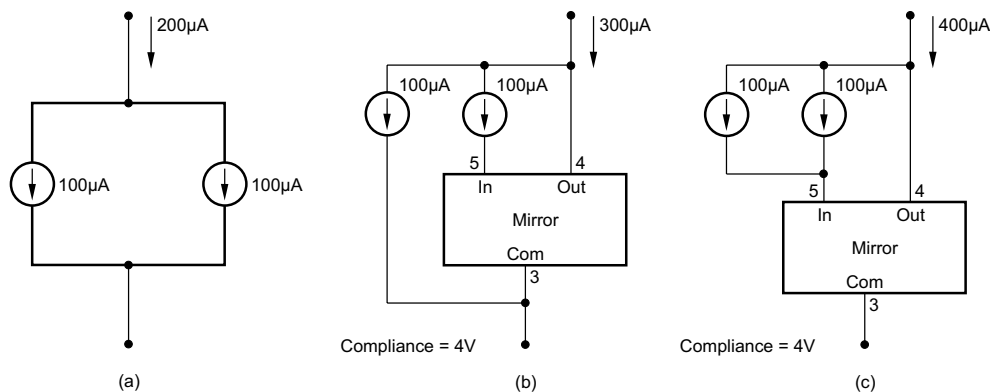 200µA
100µA
100µA
(a)
300µA
100µA 100µA
5 4
In Out
Mirror
Com
3
Compliance = 4V
(b)
400µA
100µA 100µA
5 4
In Out
Mirror
Com
3
Compliance = 4V
(c)